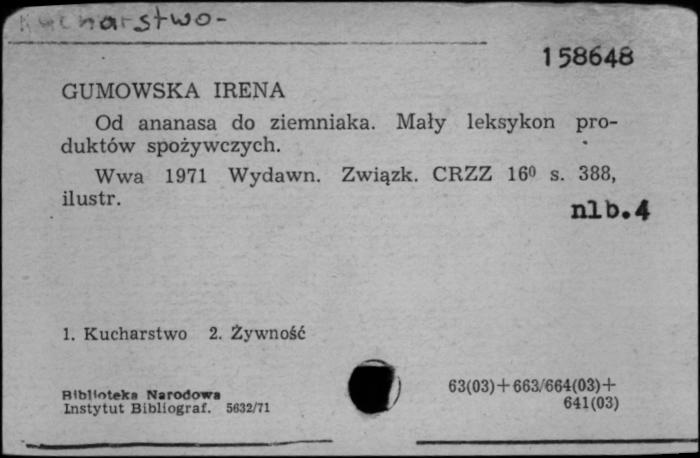 Kucharstwo-
158648
GUMOWSKA IRENA
Od ananasa do ziemniaka. Mały leksykon pro-
duktów spożywczych.
Wwa 1971 Wydawn. Związk. CRZZ 16⁰ s. 388,
ilustr.
nlb.4
1. Kucharstwo 2. Żywność
Biblioteka Narodowa
Instytut Bibliograf. 5632/71
63(03)+663/664(03)+
641(03)